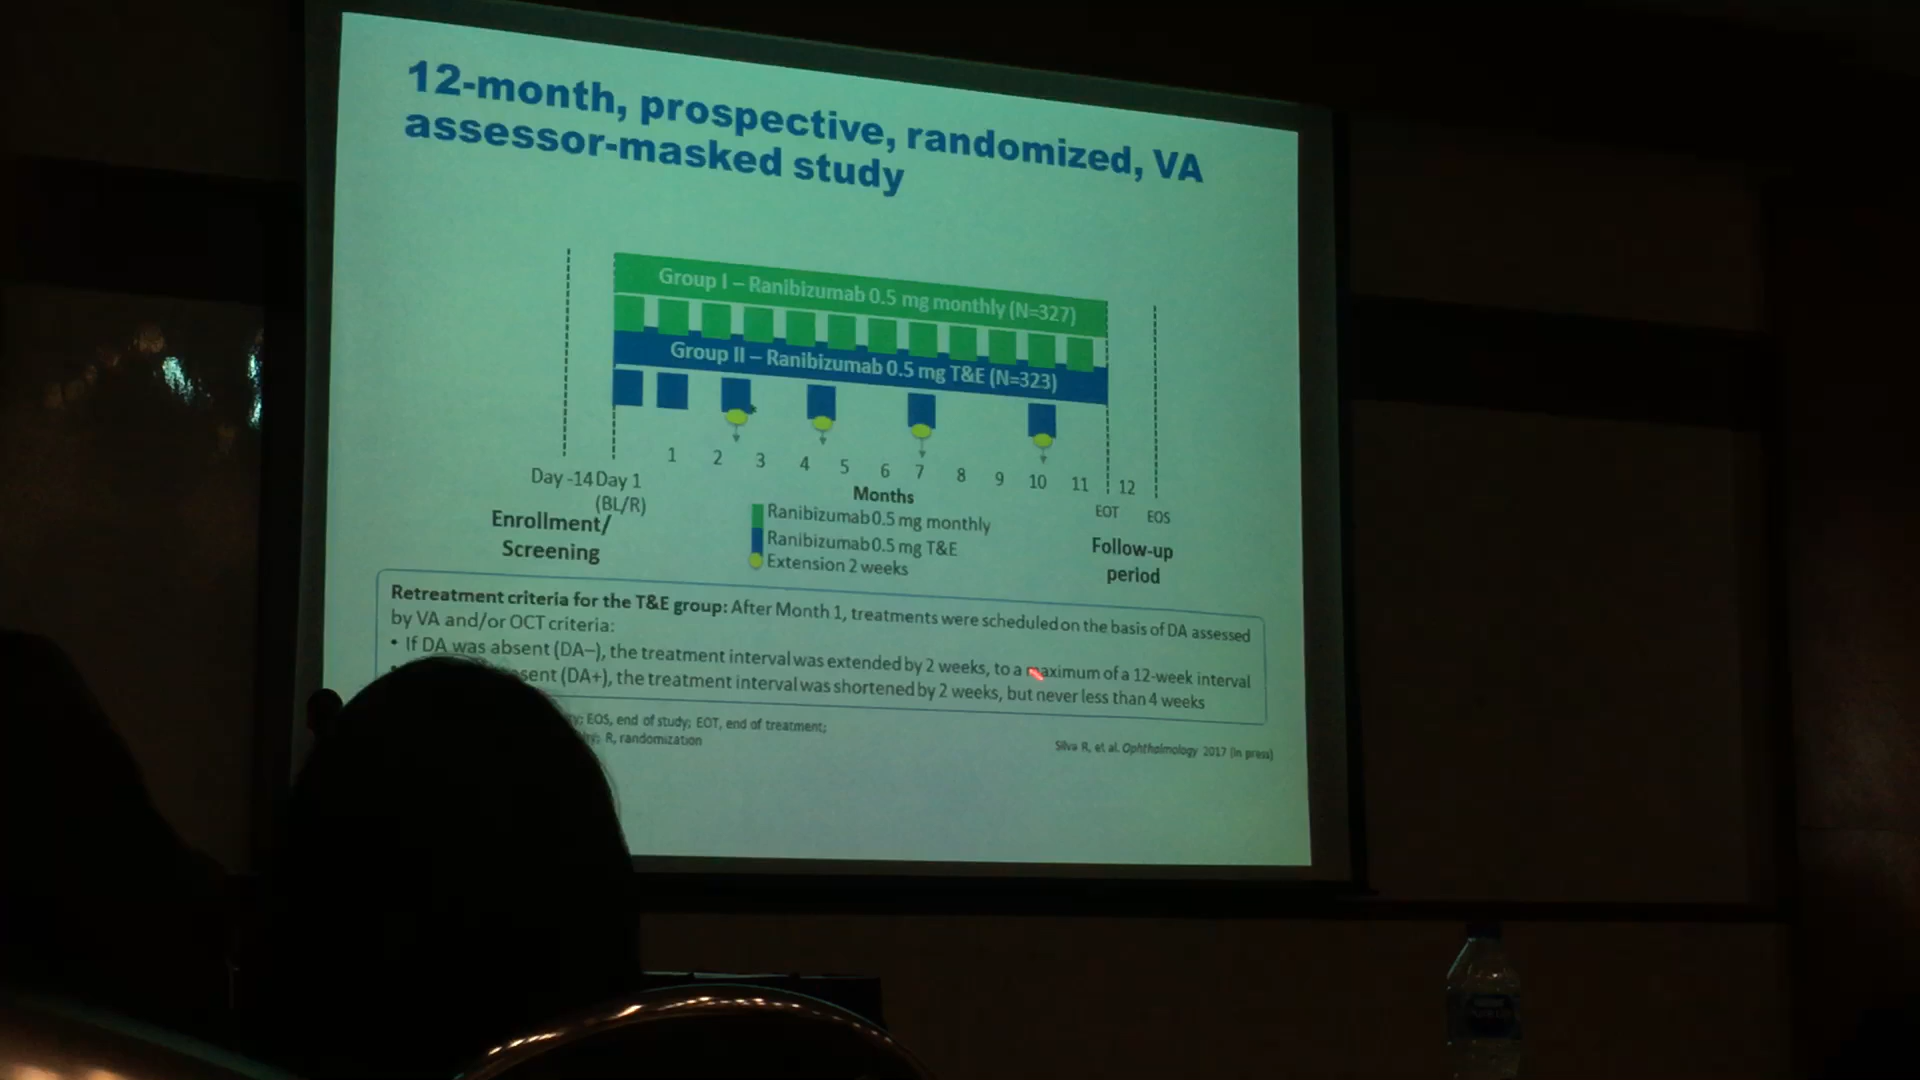 12-month, prospective, randomized, VA
assessor-masked study
Group I – Ranibizumab 0.5 mg monthly (N=327)
Group II – Ranibizumab 0.5 mg T&E (N=323)
1 2 3 4 5 6 7 8 9 10 11 12
Day -14 Day 1
(BL/R)
Months
EOT EOS
Enrollment/
Screening
Ranibizumab 0.5 mg monthly
Ranibizumab 0.5 mg T&E
Extension 2 weeks
Follow-up
period
Retreatment criteria for the T&E group: After Month 1, treatments were scheduled on the basis of DA assessed
by VA and/or OCT criteria:
• If DA was absent (DA–), the treatment interval was extended by 2 weeks, to a maximum of a 12-week interval
(DA+), the treatment interval was shortened by 2 weeks, but never less than 4 weeks
EOS, end of study; EOT, end of treatment;
R, randomization
Silva R, et al. Ophthalmology 2017 (in press)